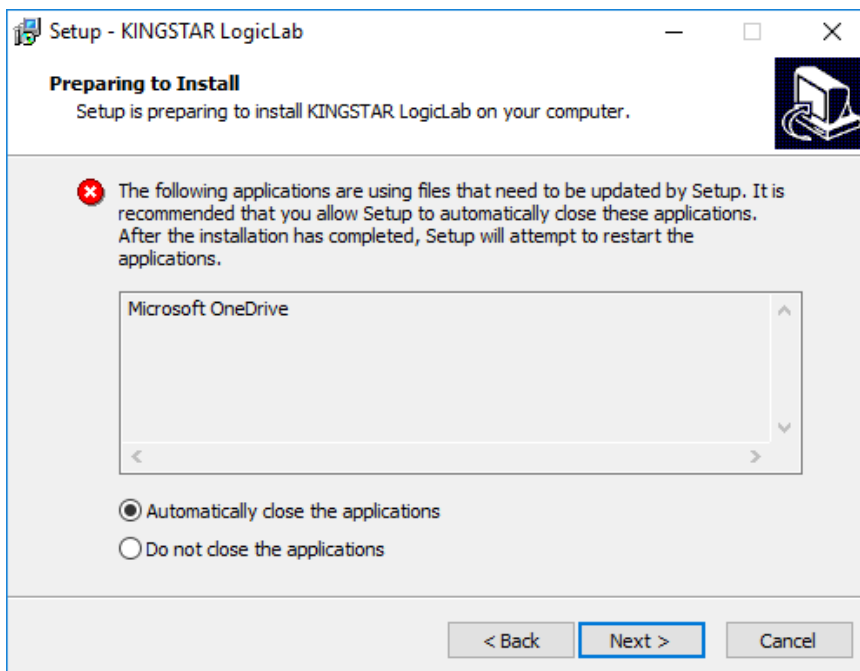 Setup - KINGSTAR LogicLab
Preparing to Install
Setup is preparing to install KINGSTAR LogicLab on your computer.
The following applications are using files that need to be updated by Setup. It is
recommended that you allow Setup to automatically close these applications.
After the installation has completed, Setup will attempt to restart the
applications.
Microsoft OneDrive
Automatically close the applications
Do not close the applications
< Back
Next >
Cancel